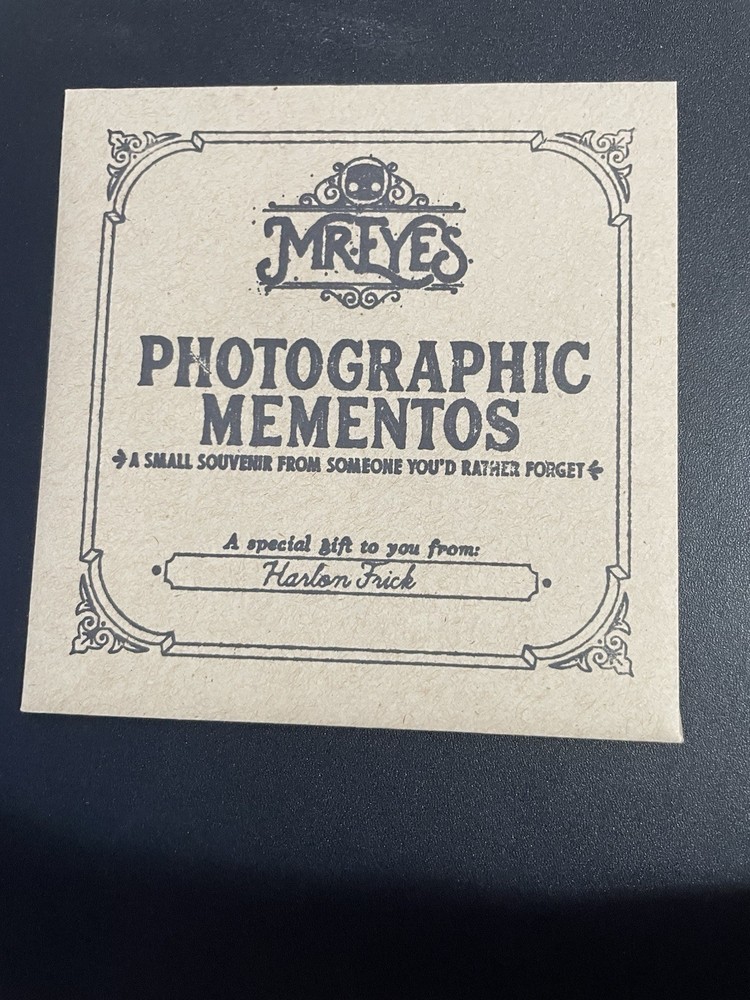 MR. EYES
PHOTOGRAPHIC
MEMENTOS
A SMALL SOUVENIR FROM SOMEONE YOU'D RATHER FORGET
A special gift to you from:
Harlon Frick